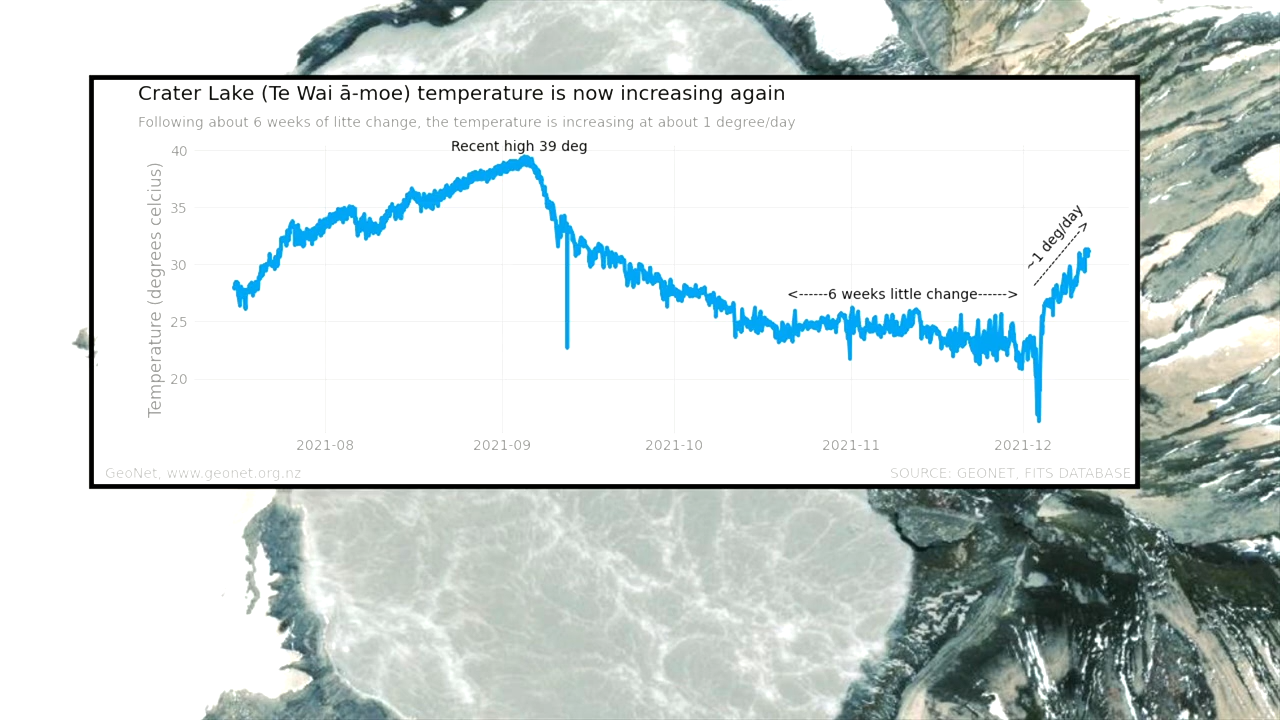 Crater Lake (Te Wai ā-moe) temperature is now increasing again
Following about 6 weeks of litte change, the temperature is increasing at about 1 degree/day
Recent high 39 deg
Temperature (degrees celcius)
40
35
30
25
20
<------6 weeks little change------>
~1 deg/day
------------>
2021-08
2021-09
2021-10
2021-11
2021-12
GeoNet, www.geonet.org.nz
SOURCE: GEONET, FITS DATABASE